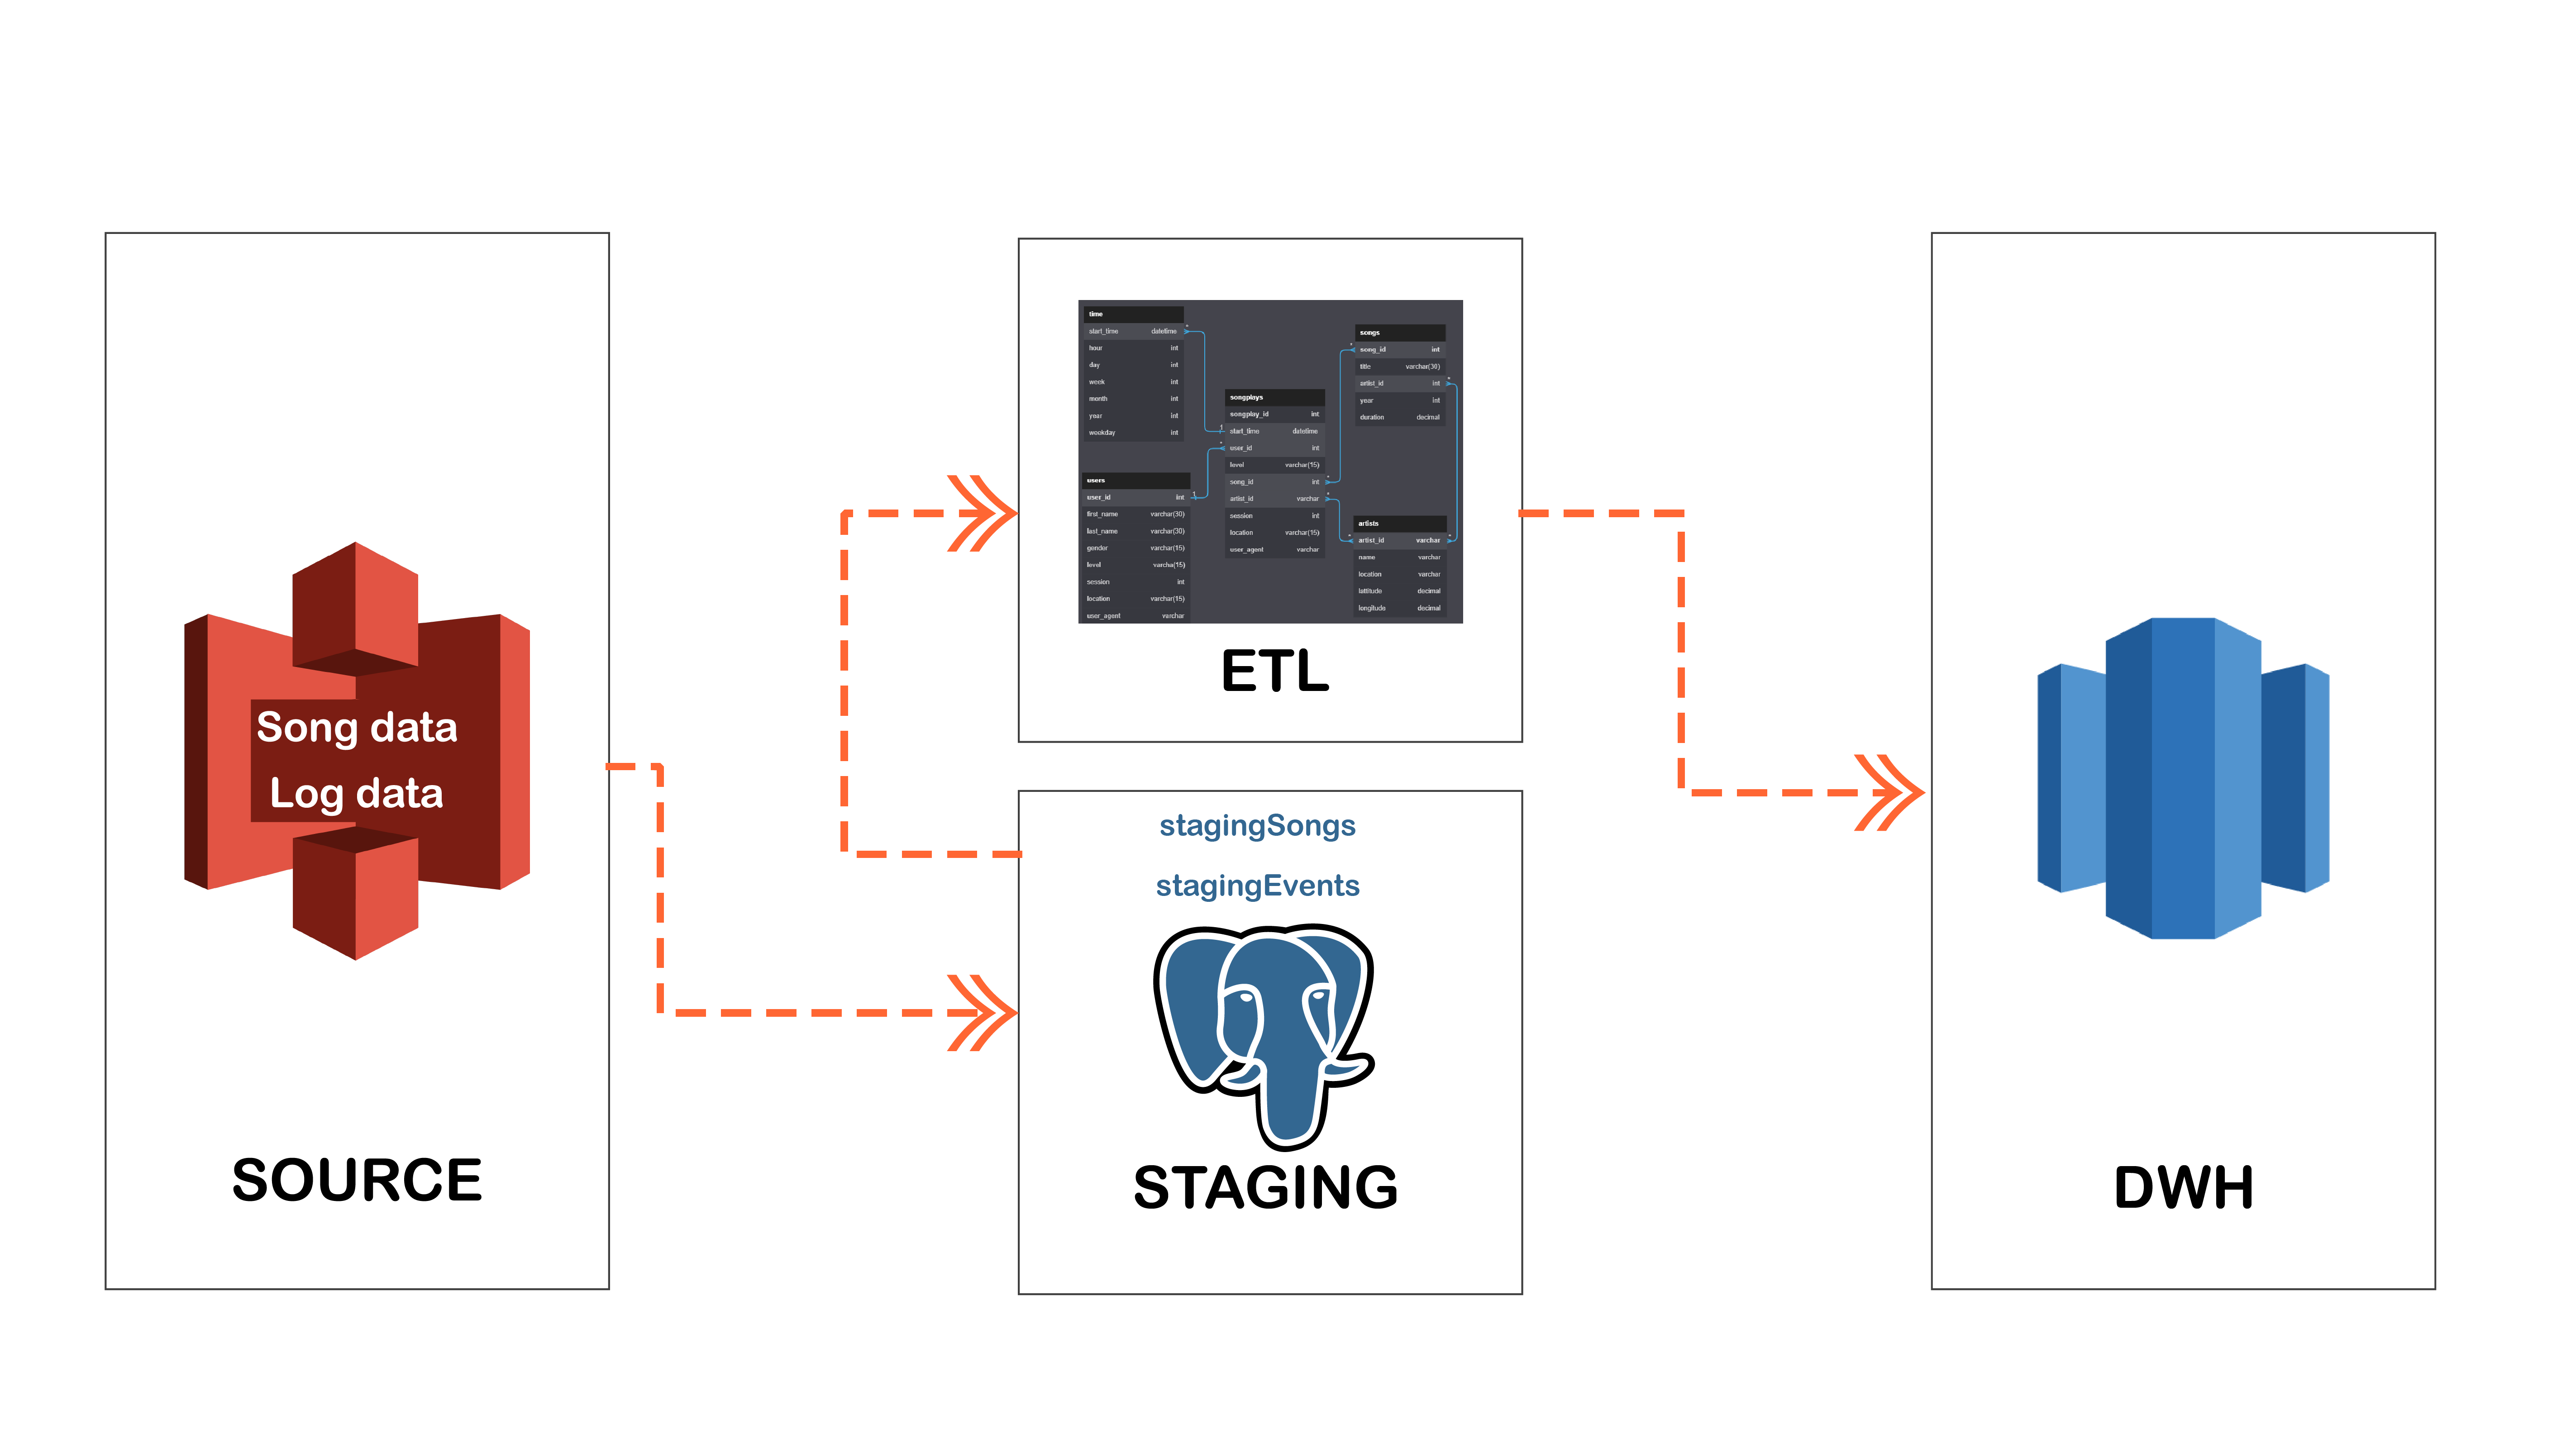 Song data
Log data
SOURCE
time
start_time datetime
hour int
day int
week int
month int
year int
weekday int
users
user_id int
first_name varchar(30)
last_name varchar(30)
gender varchar(15)
level varcha(15)
session int
location varchar(15)
user_agent varchar
songplays
songplay_id int
start_time datetime
user_id int
level varchar(15)
song_id int
artist_id varchar
session int
location varchar(15)
user_agent varchar
songs
song_id int
title varchar(30)
artist_id int
year int
duration decimal
artists
artist_id varchar
name varchar
location varchar
lattitude decimal
longitude decimal
ETL
stagingSongs
stagingEvents
STAGING
DWH